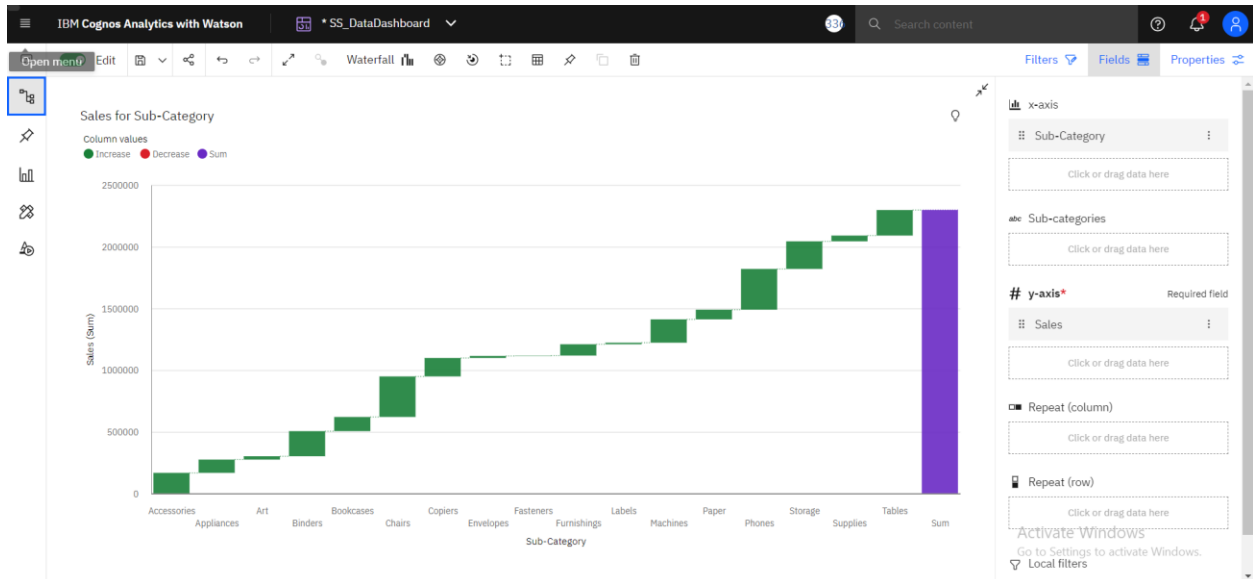 IBM Cognos Analytics with Watson
* SS_DataDashboard
Search content
Open menu
Edit
Waterfall
Filters
Fields
Properties
Sales for Sub-Category
Column values
Increase Decrease Sum
2500000
2000000
1500000
1000000
500000
0
Sales (Sum)
Accessories Art Bookcases Copiers Fasteners Labels Paper Storage Tables
Appliances Binders Chairs Envelopes Furnishings Machines Phones Supplies Sum
Sub-Category
x-axis
Sub-Category
Click or drag data here
abc Sub-categories
Click or drag data here
# y-axis* Required field
Sales
Click or drag data here
Repeat (column)
Click or drag data here
Repeat (row)
Click or drag data here
Activate Windows
Go to Settings to activate Windows.
Local filters